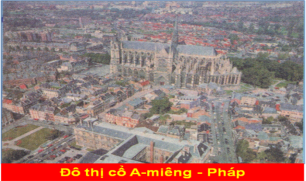 Đô thị cổ A-miêng - Pháp